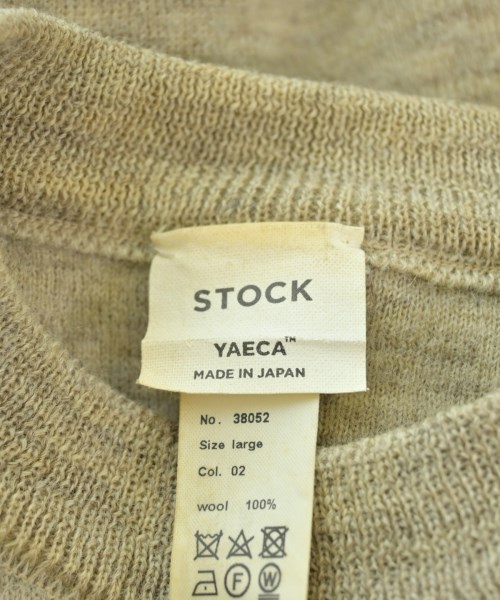 STOCK
YAECA™
MADE IN JAPAN
No. 38052
Size large
Col. 02
wool 100%
F W